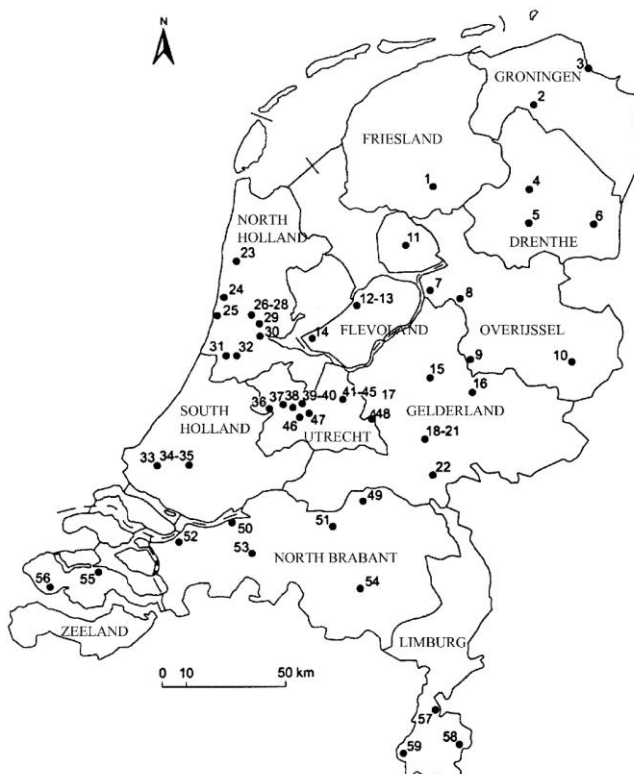 N
3
GRONINGEN
2
FRIESLAND
1
4
NORTH
HOLLAND
5
6
DRENTHE
11
23
7
8
24
12-13
25
26-28
29
FLEVOLAND
OVERIJSSEL
30
14
31
32
9
10
15
16
41-45
17
36
37
38
39-40
GELDERLAND
SOUTH
HOLLAND
46
47
48
UTRECHT
18-21
33
34-35
22
49
50
51
52
53
NORTH BRABANT
54
55
56
ZEELAND
LIMBURG
0 10 50 km
57
58
59